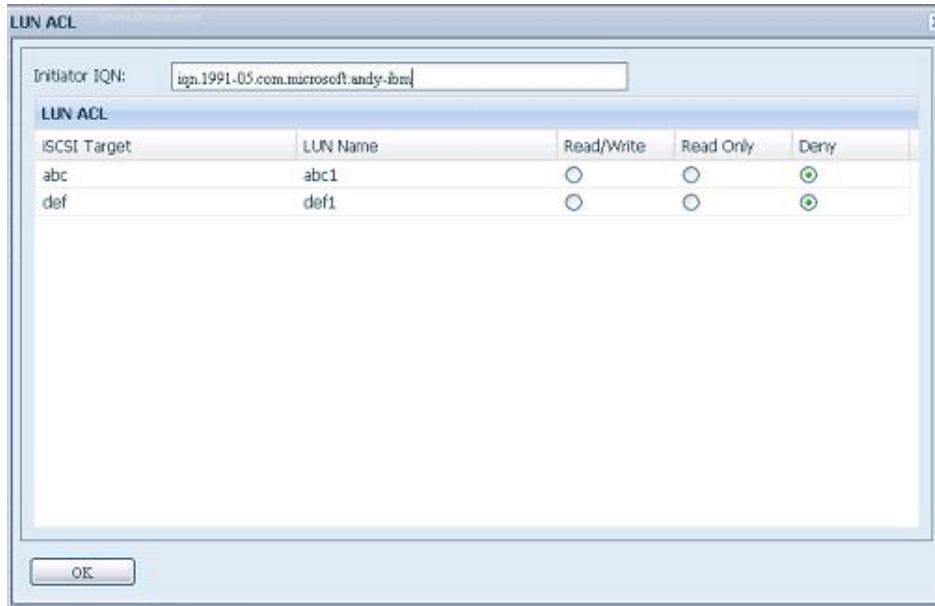 LUN ACL
Initiator IQN: iqn.1991-05.com.microsoft:andy-ibm
LUN ACL
iSCSI Target LUN Name Read/Write Read Only Deny
abc abc1
def def1
OK